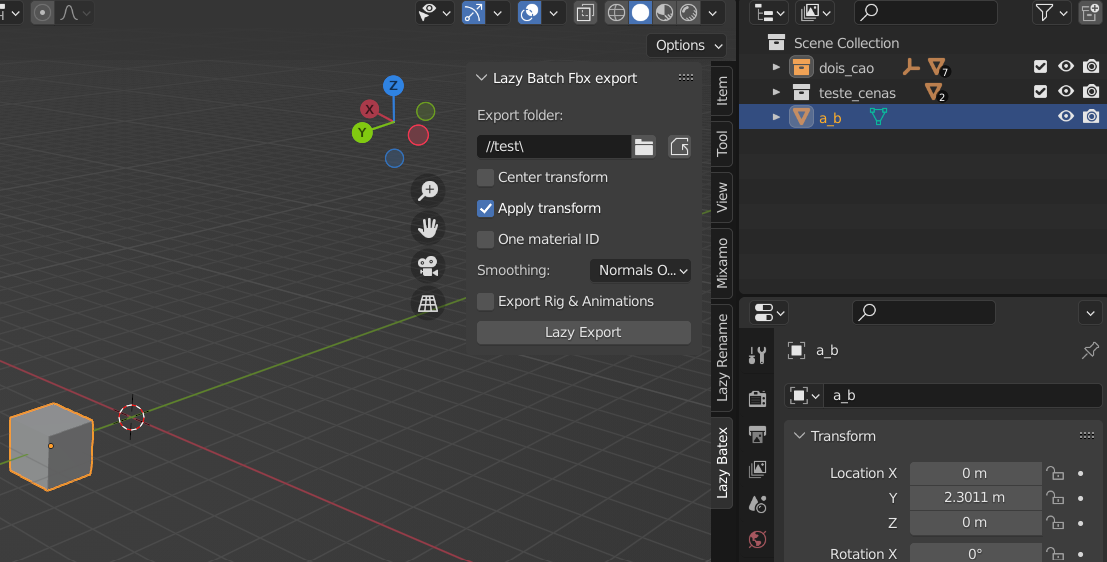 Options
Lazy Batch Fbx export
Export folder:
//test\
Center transform
Apply transform
One material ID
Smoothing:
Normals O...
Export Rig & Animations
Lazy Export
Z
X
Y
Item
Tool
View
Mixamo
Lazy Rename
Lazy Batex
Scene Collection
dois_cao
7
teste_cenas
2
a_b
a_b
a_b
Transform
Location X
0 m
Y
2.3011 m
Z
0 m
Rotation X
0°